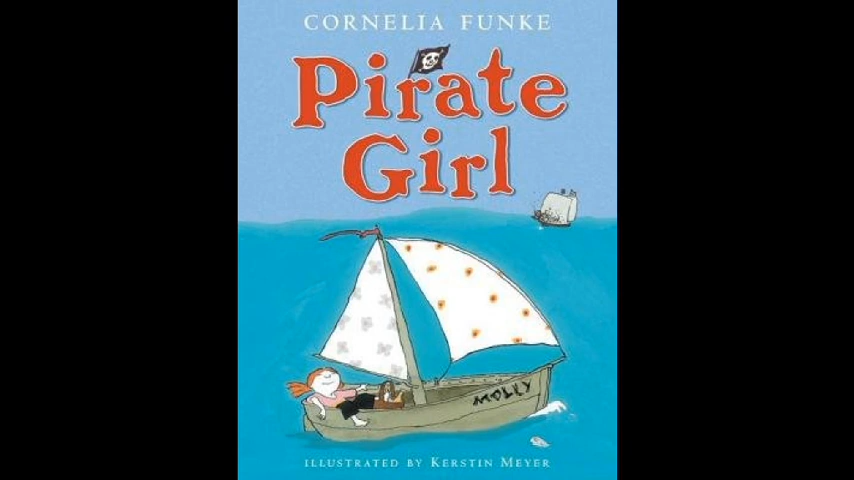 CORNELIA FUNKE
Pirate
Girl
MOLLY
ILLUSTRATED BY KERSTIN MEYER